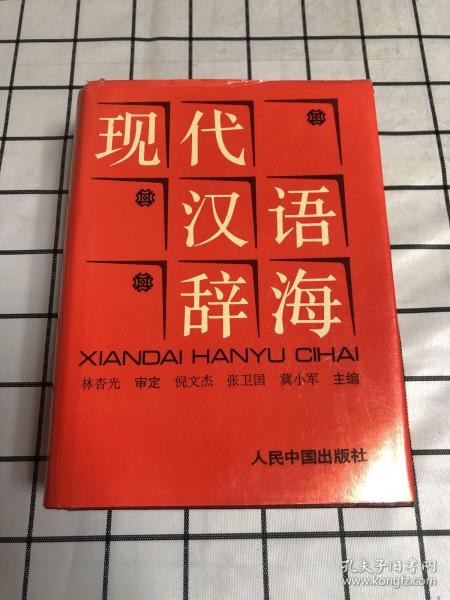 现代
汉语
辞海
XIANDAI HANYU CIHAI
林杏光 审定 倪文杰 张卫国 冀小军 主编
人民中国出版社
孔夫子旧书网
www.kongfz.com